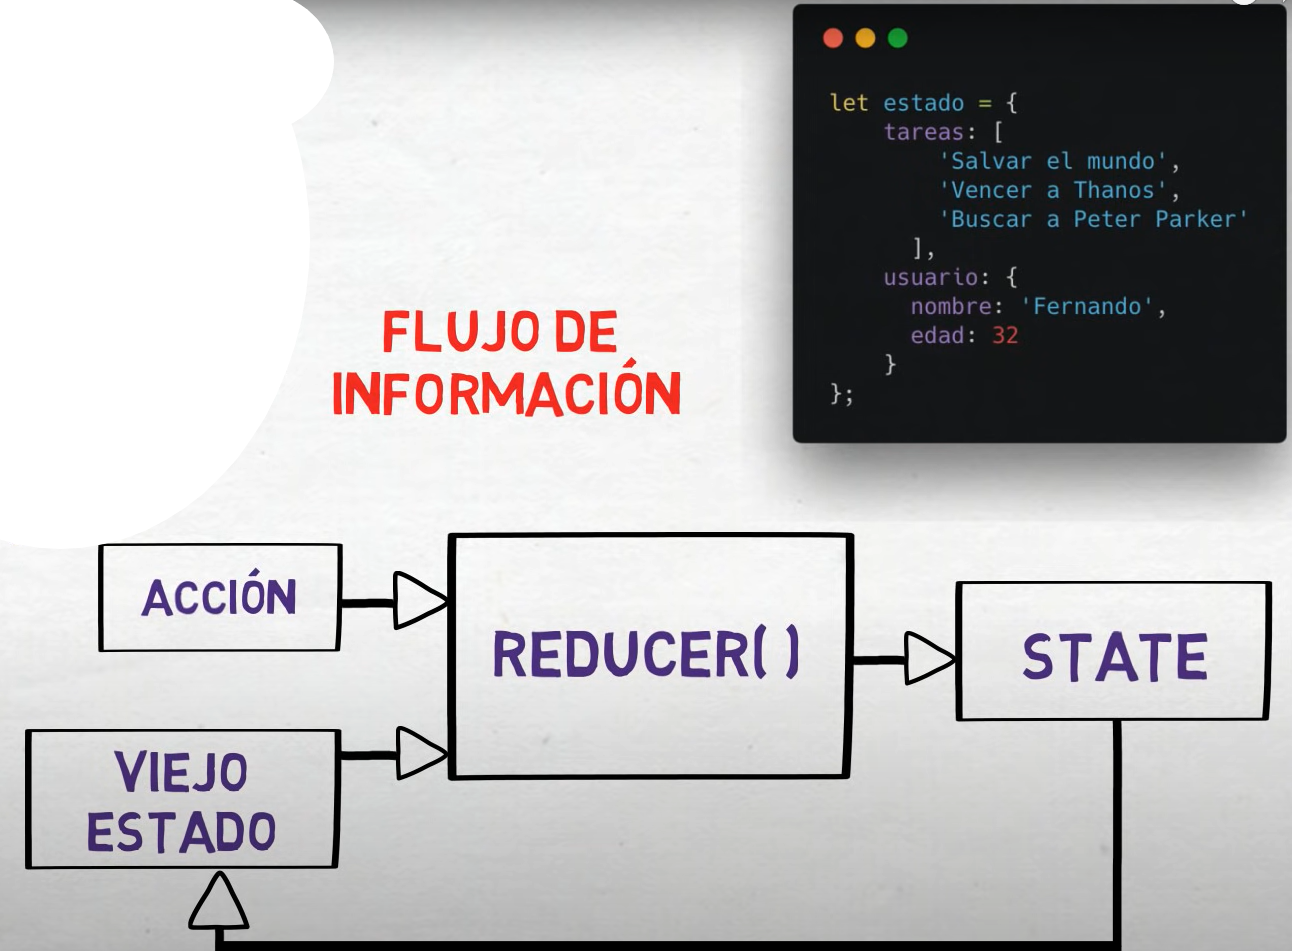 let estado = {
tareas: [
'Salvar el mundo',
'Vencer a Thanos',
'Buscar a Peter Parker'
],
usuario: {
nombre: 'Fernando',
edad: 32
}
};
FLUJO DE
INFORMACIÓN
ACCIÓN
REDUCER( )
STATE
VIEJO
ESTADO